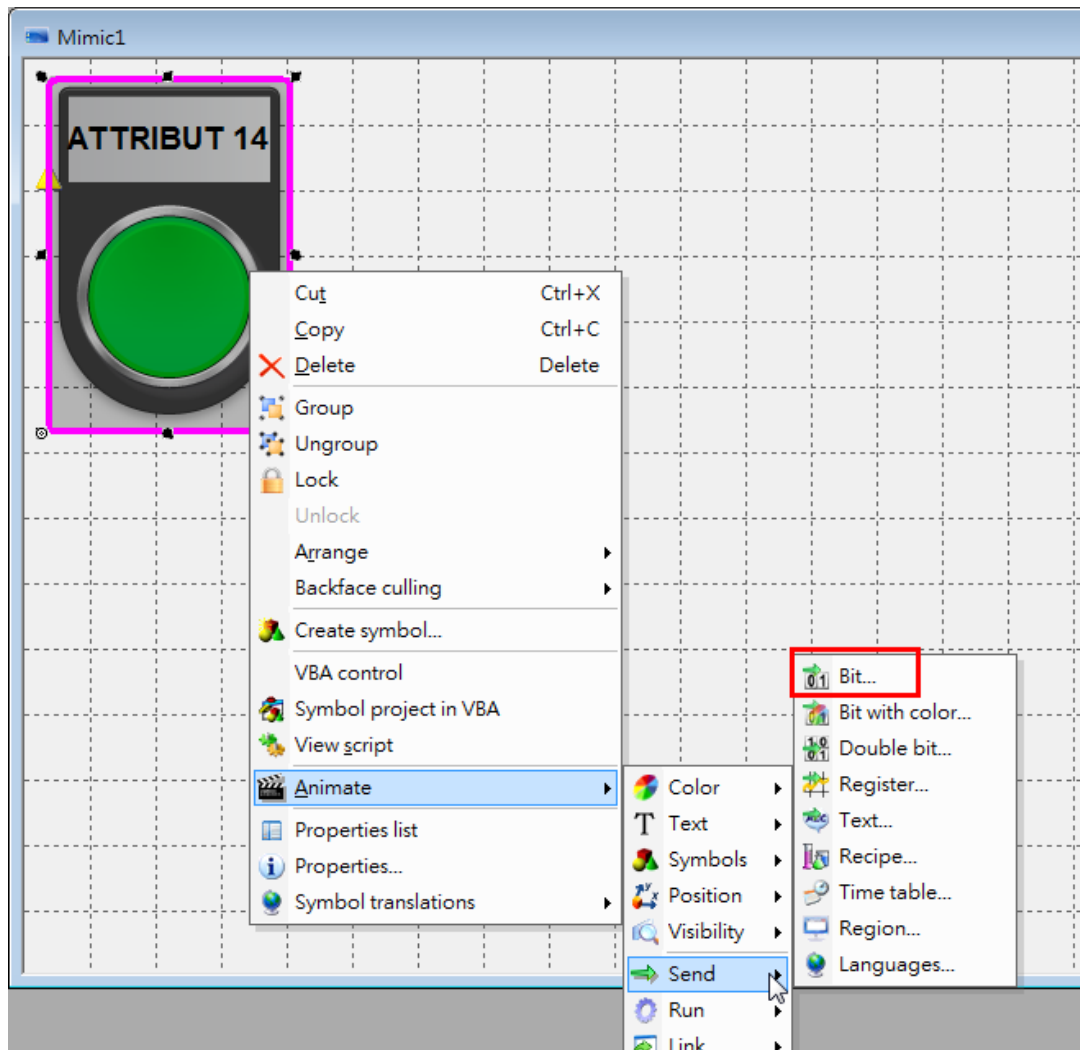 Mimic1
ATTRIBUT 14
Cut Ctrl+X
Copy Ctrl+C
Delete Delete
Group
Ungroup
Lock
Unlock
Arrange
Backface culling
Create symbol...
VBA control
Symbol project in VBA
View script
Animate
Properties list
Properties...
Symbol translations
Color
Text
Symbols
Position
Visibility
Send
Run
Link
Bit...
Bit with color...
Double bit...
Register...
Text...
Recipe...
Time table...
Region...
Languages...